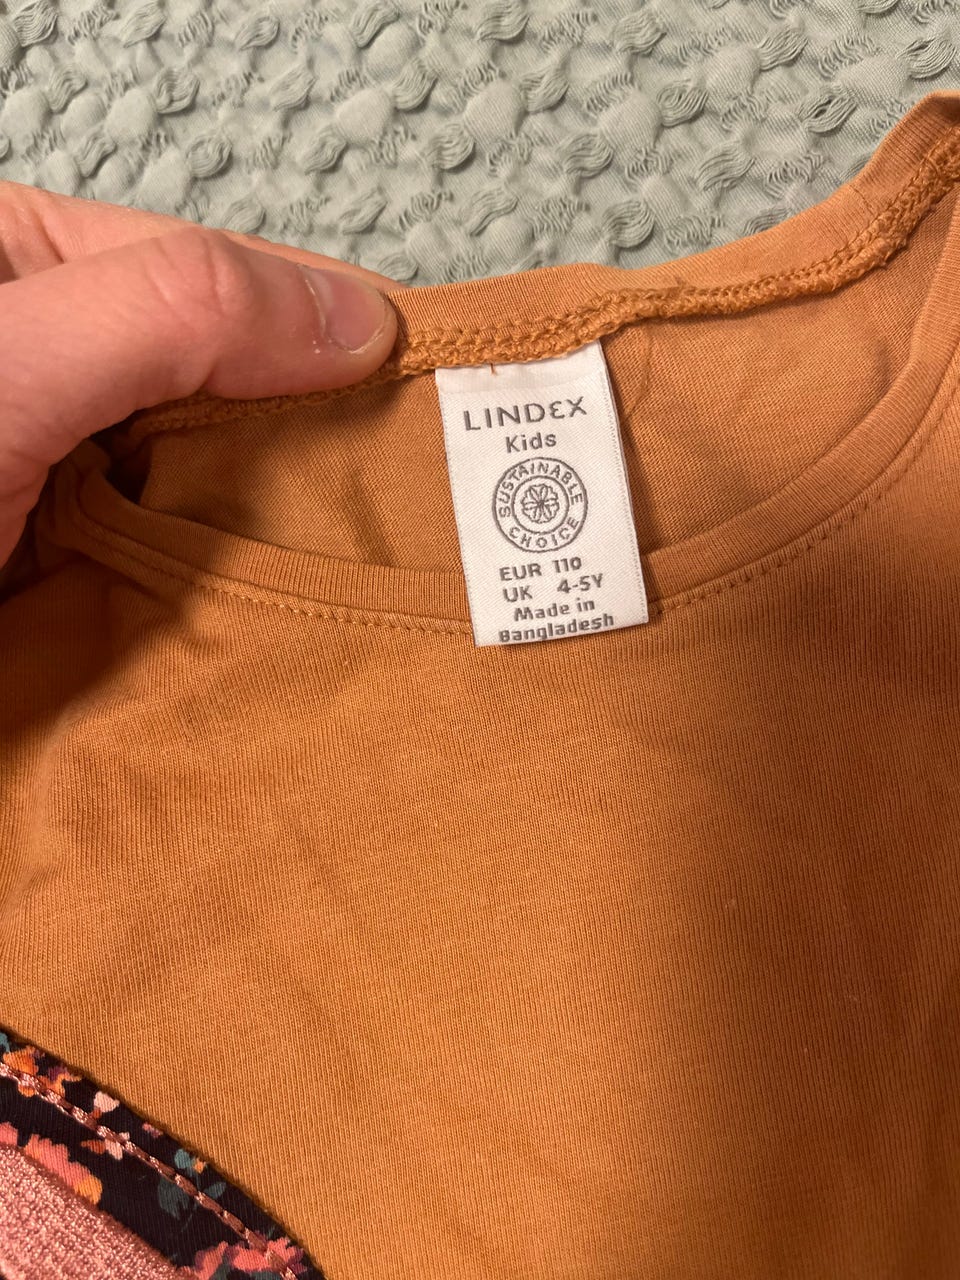 LINDEX
Kids
SUSTAINABLE
CHOICE
EUR 110
UK 4-5Y
Made in
Bangladesh